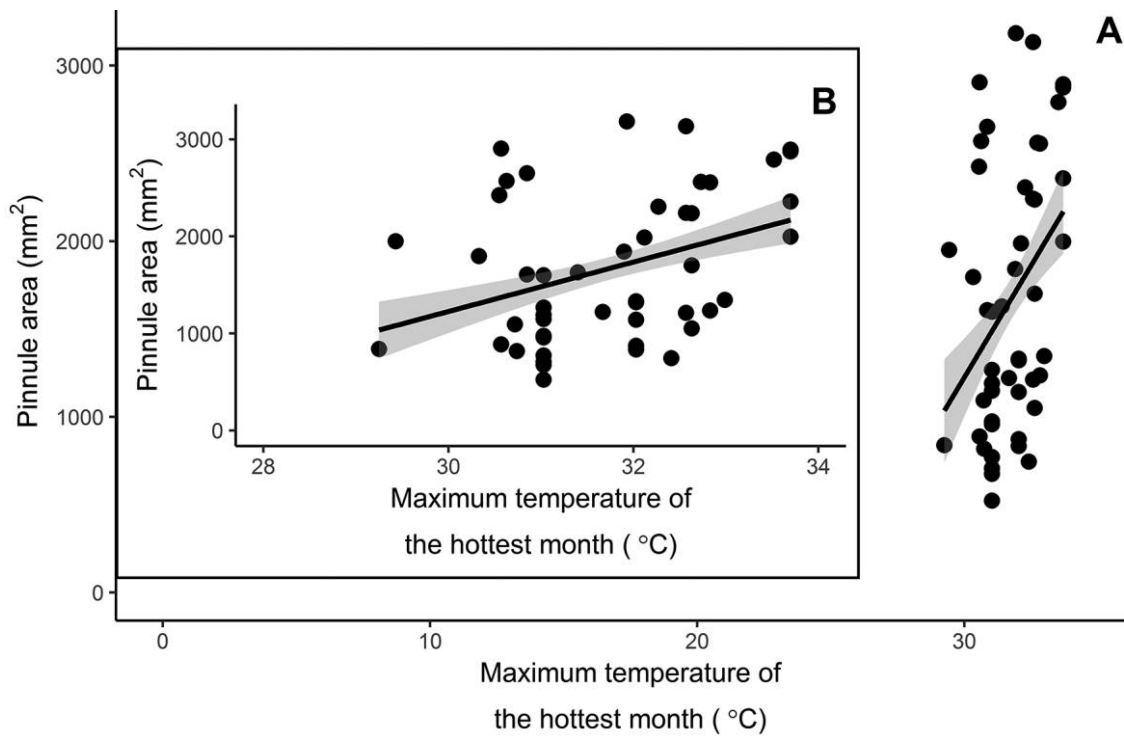 A
3000
2000
1000
0
Pinnule area (mm²)
B
3000
2000
1000
0
Pinnule area (mm²)
28 30 32 34
Maximum temperature of
the hottest month ( °C)
0 10 20 30
Maximum temperature of
the hottest month ( °C)